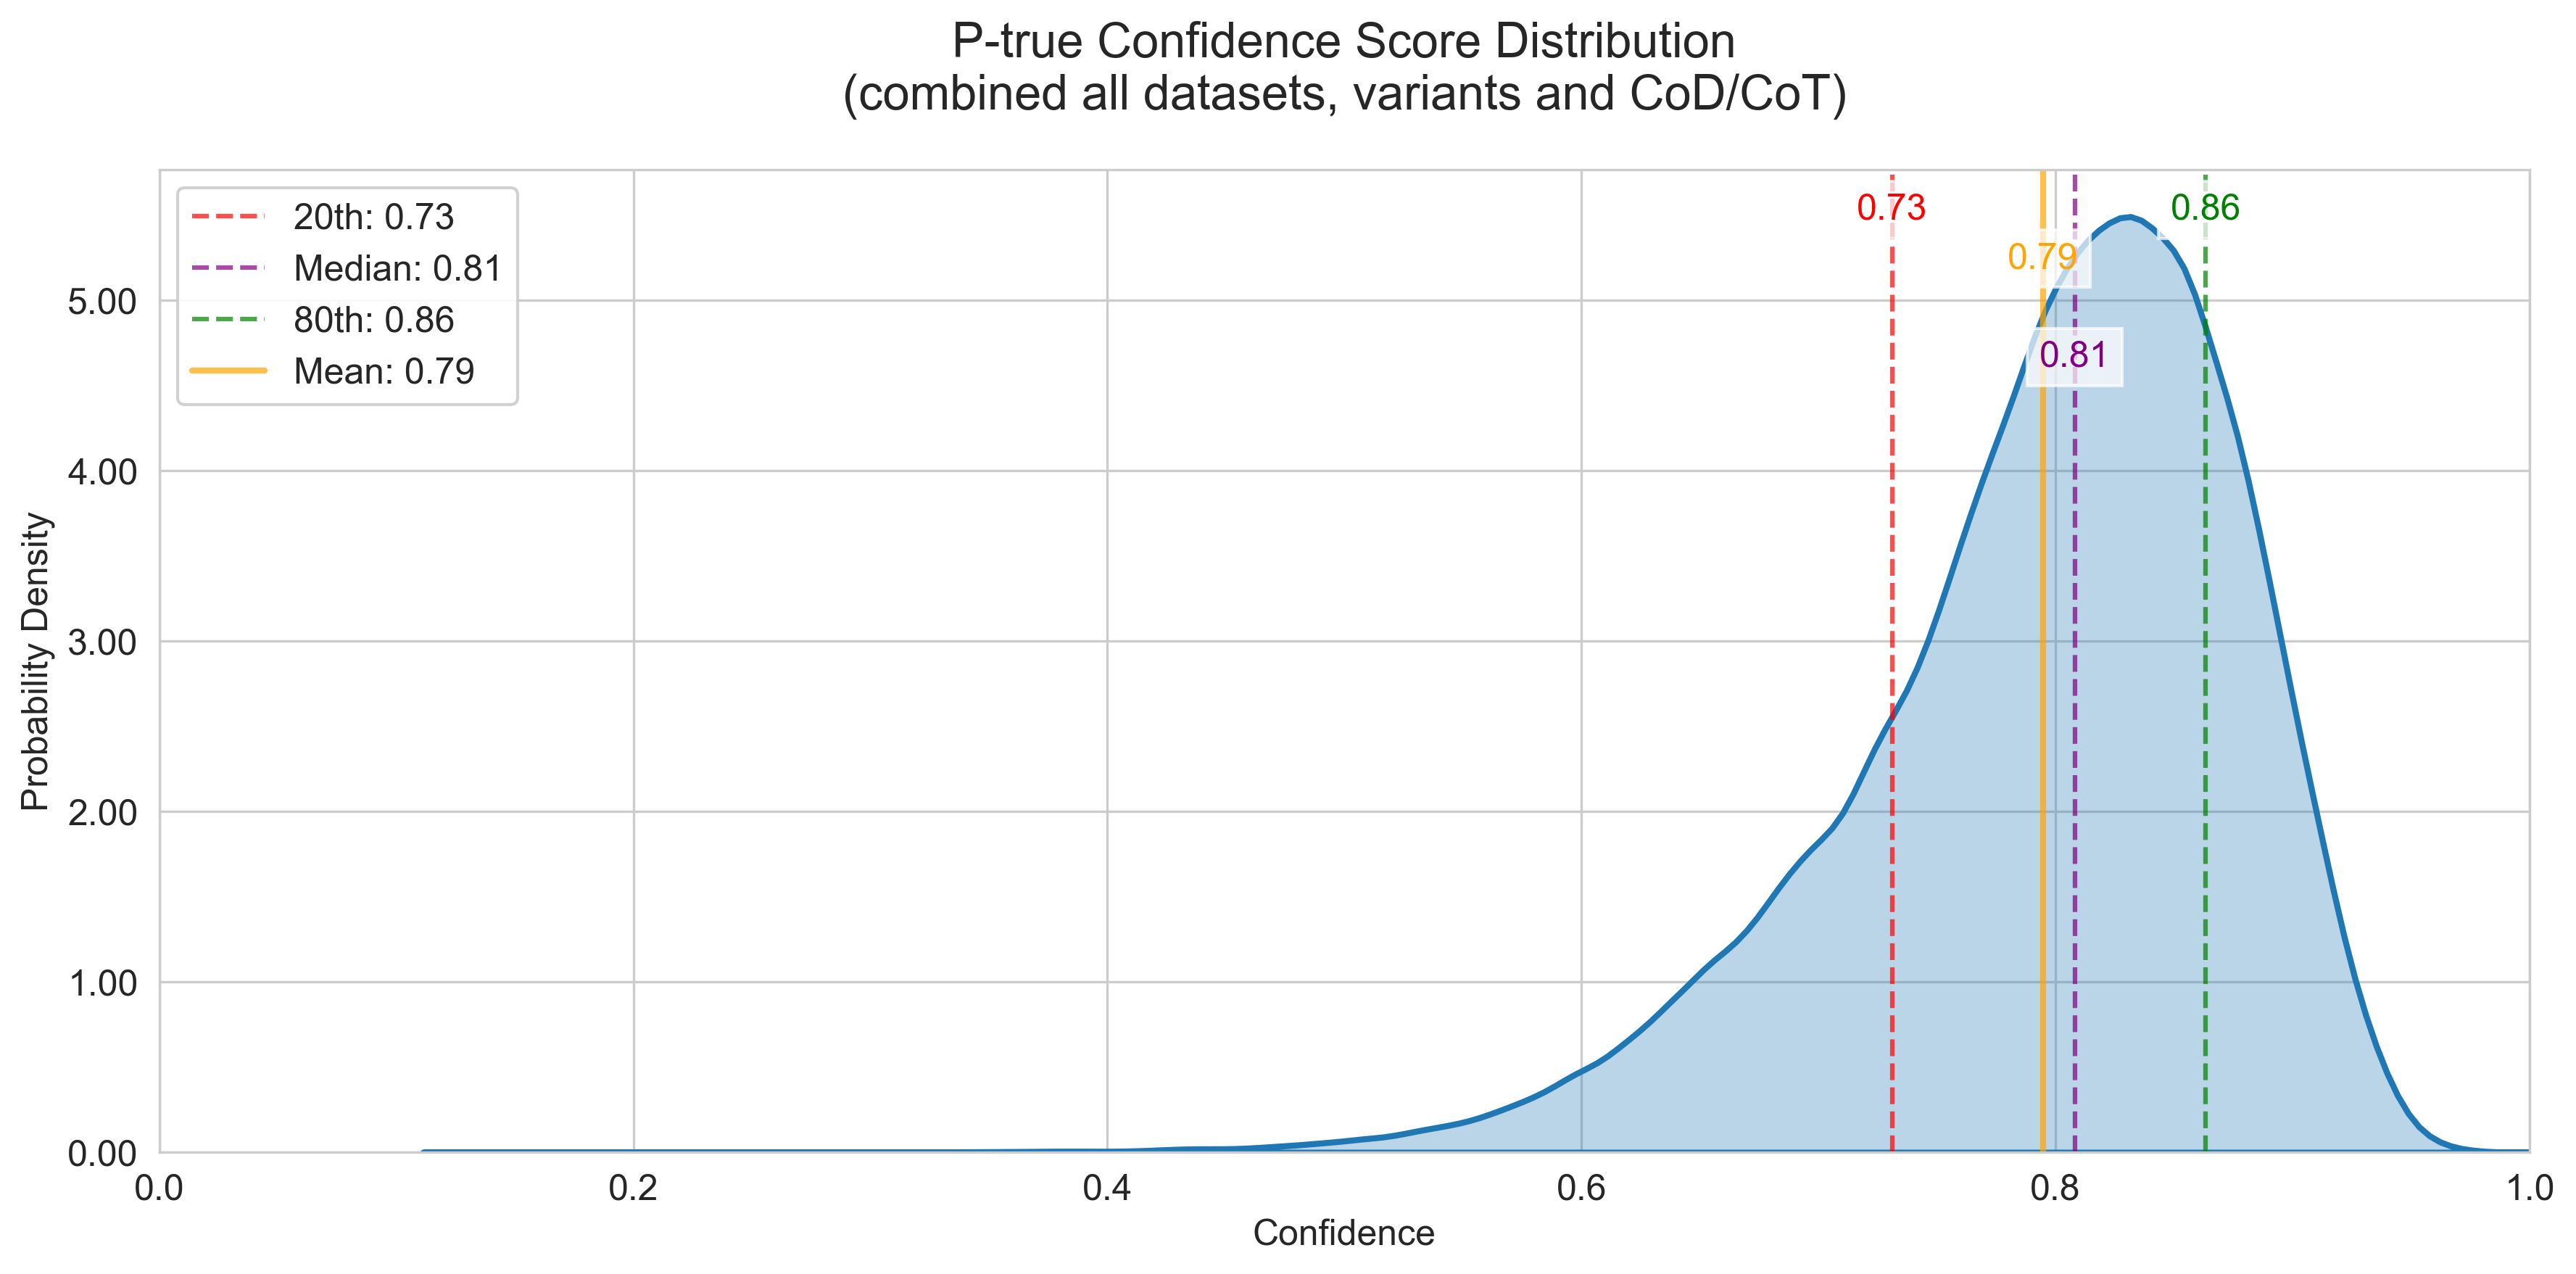 P-true Confidence Score Distribution
(combined all datasets, variants and CoD/CoT)
20th: 0.73
Median: 0.81
80th: 0.86
Mean: 0.79
0.73
0.86
0.79
0.81
Probability Density
5.00
4.00
3.00
2.00
1.00
0.00
0.0 0.2 0.4 0.6 0.8 1.0
Confidence